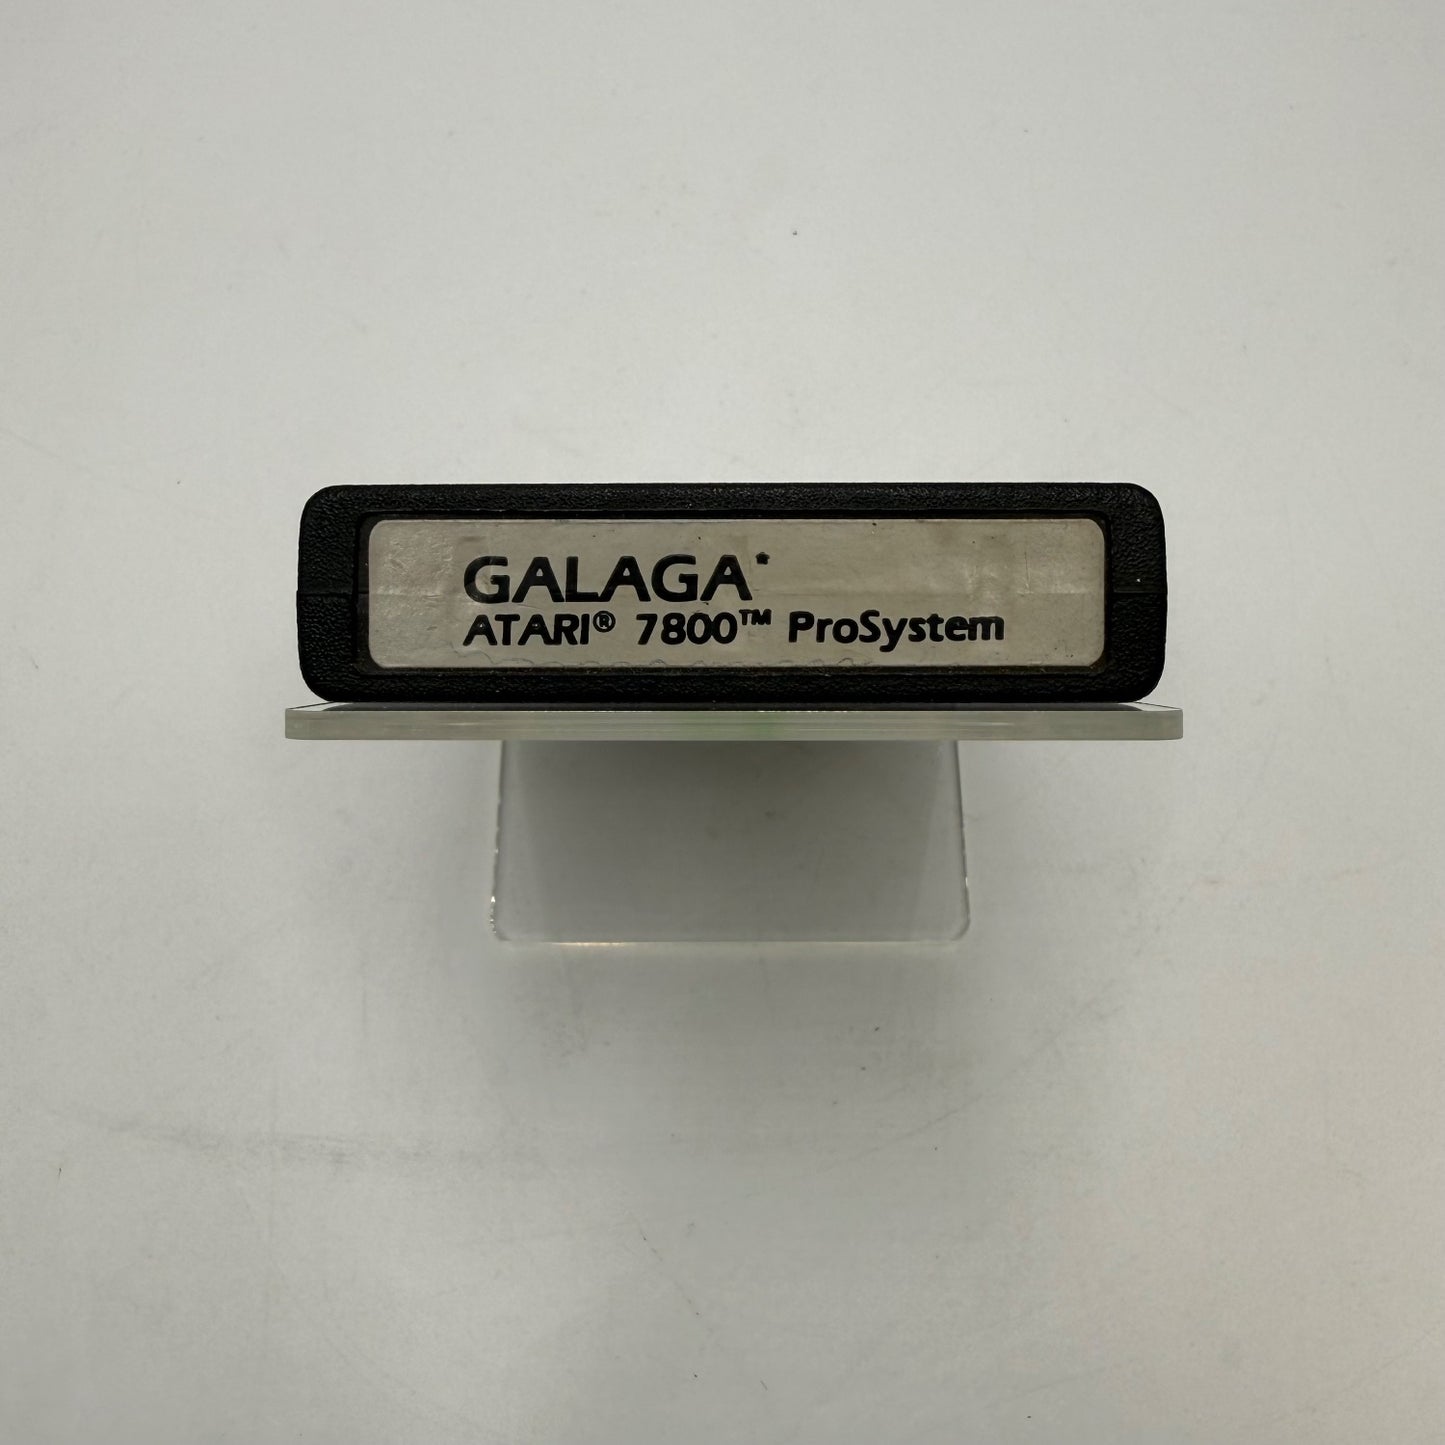 GALAGA*
ATARI® 7800™ ProSystem